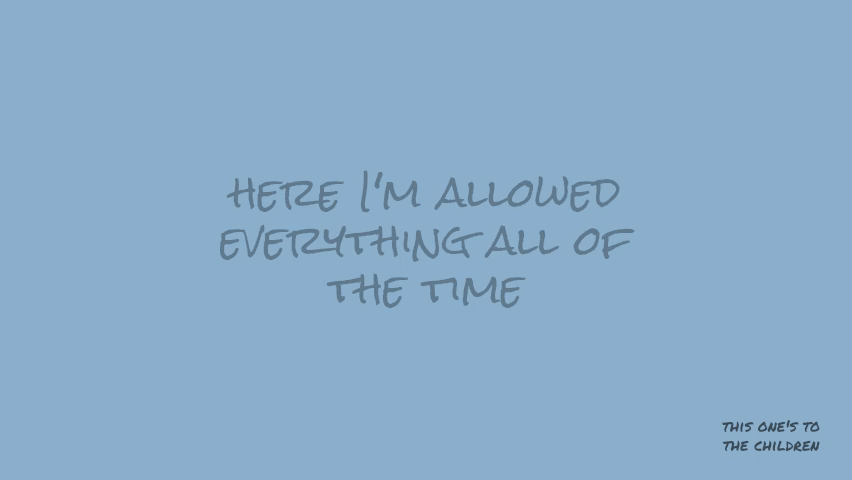 HERE I'M ALLOWED
EVERYTHING ALL OF
THE TIME
THIS ONE'S TO
THE CHILDREN